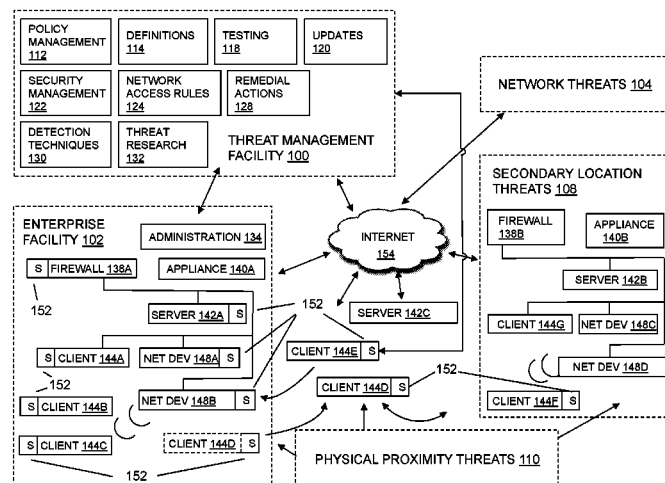 POLICY
MANAGEMENT
112
DEFINITIONS
114
TESTING
118
UPDATES
120
SECURITY
MANAGEMENT
122
NETWORK
ACCESS RULES
124
REMEDIAL
ACTIONS
128
DETECTION
TECHNIQUES
130
THREAT
RESEARCH
132
THREAT MANAGEMENT
FACILITY 100
NETWORK THREATS 104
SECONDARY LOCATION
THREATS 108
FIREWALL
138B
APPLIANCE
140B
SERVER 142B
CLIENT 144G
NET DEV 148C
NET DEV 148D
CLIENT 144F S
ENTERPRISE
FACILITY 102
ADMINISTRATION 134
S FIREWALL 138A
APPLIANCE 140A
152
SERVER 142A S
152
S CLIENT 144A
NET DEV 148A S
152
S CLIENT 144B
NET DEV 148B S
S CLIENT 144C
CLIENT 144D S
152
INTERNET
154
SERVER 142C
CLIENT 144E S
CLIENT 144D S
152
PHYSICAL PROXIMITY THREATS 110